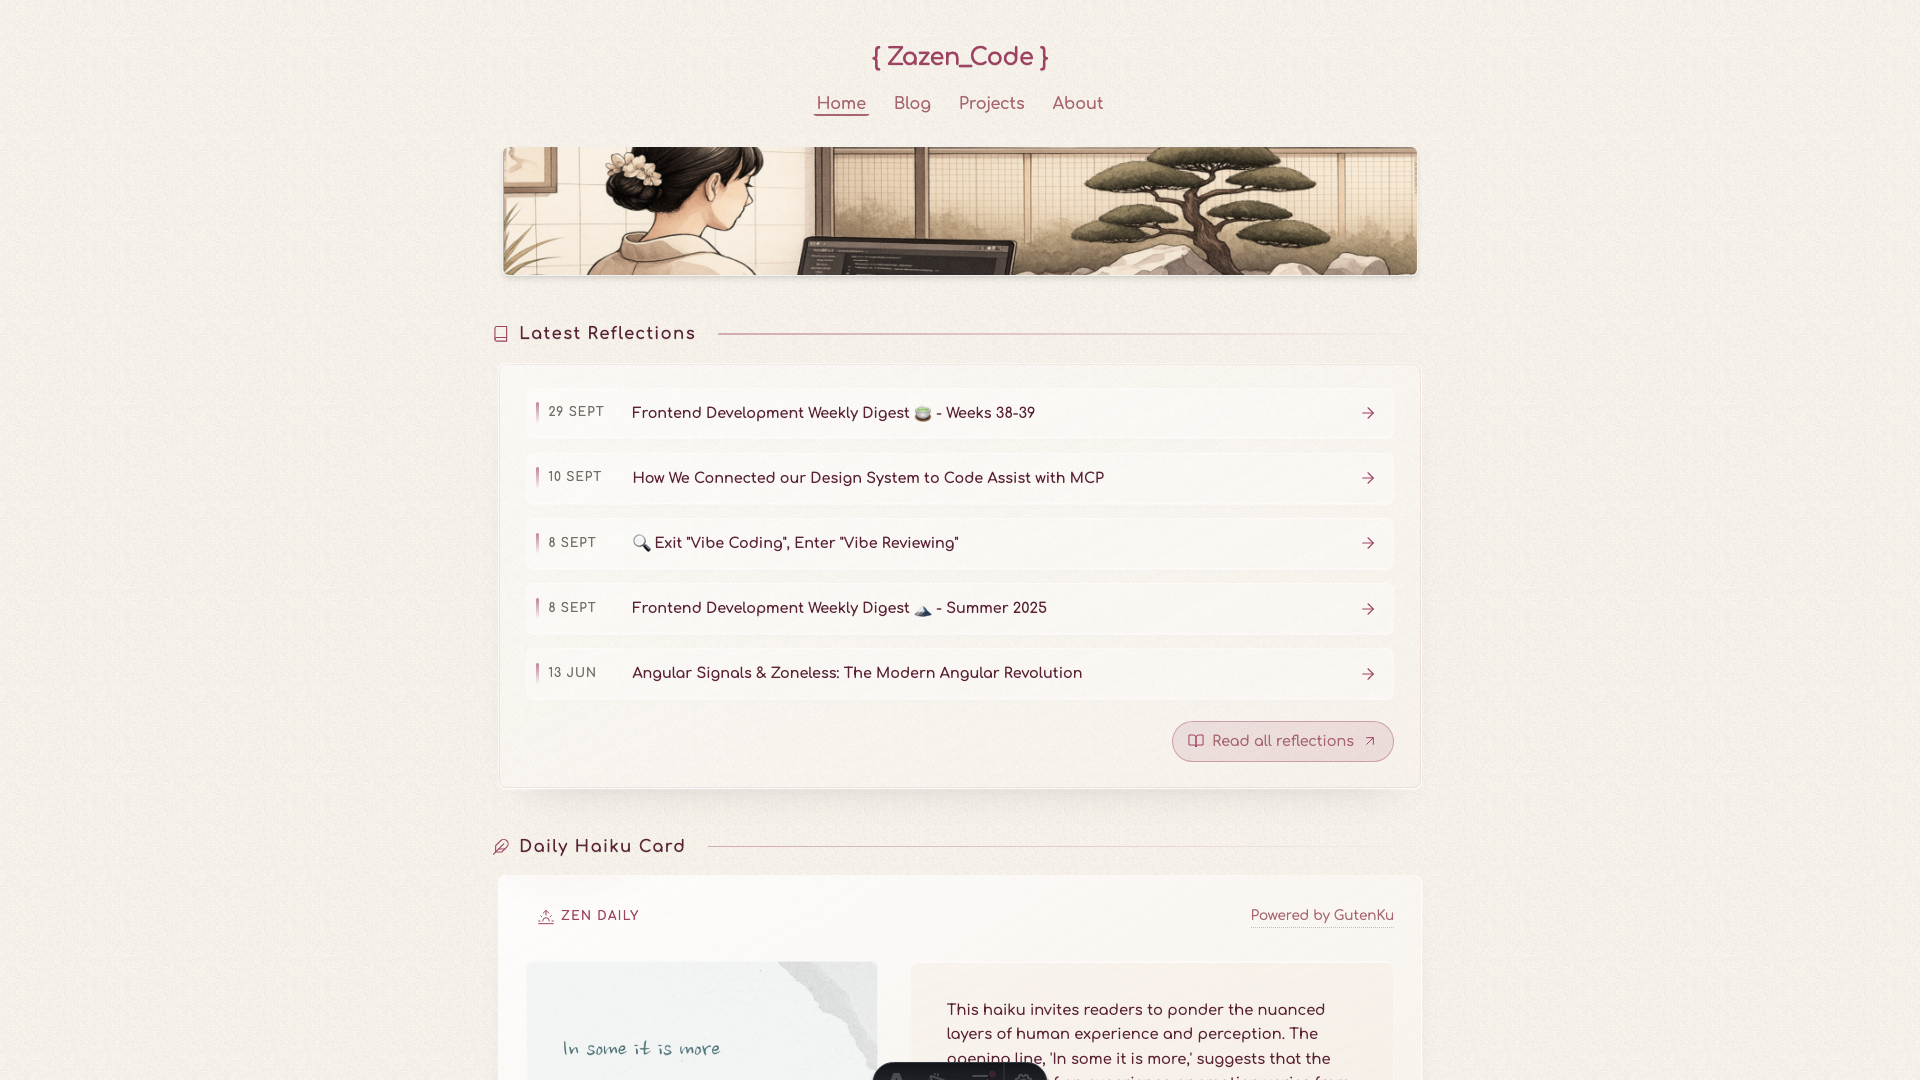 { Zazen_Code }
Home Blog Projects About
Latest Reflections
29 SEPT Frontend Development Weekly Digest 🍵 - Weeks 38-39
10 SEPT How We Connected our Design System to Code Assist with MCP
8 SEPT 🔍 Exit "Vibe Coding", Enter "Vibe Reviewing"
8 SEPT Frontend Development Weekly Digest 🏔️ - Summer 2025
13 JUN Angular Signals & Zoneless: The Modern Angular Revolution
Read all reflections
Daily Haiku Card
ZEN DAILY Powered by GutenKu
In some it is more
This haiku invites readers to ponder the nuanced
layers of human experience and perception. The
opening line, 'In some it is more,' suggests that the